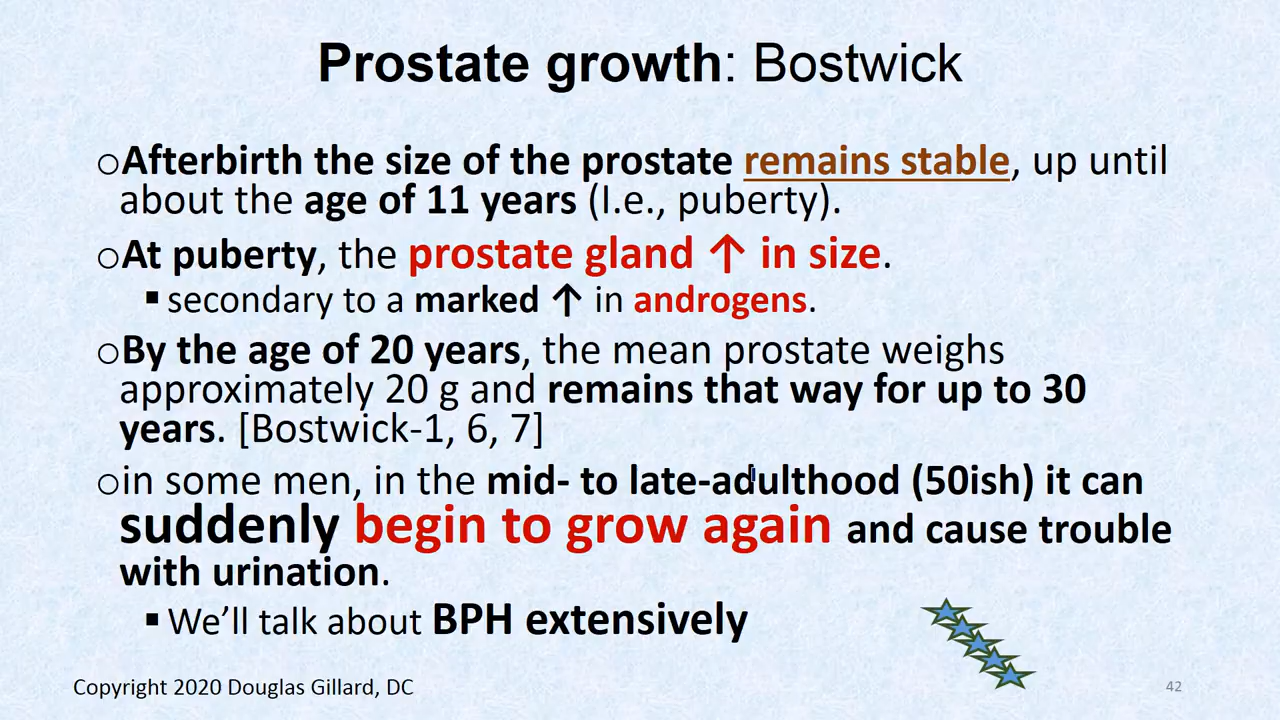 Prostate growth: Bostwick
oAfterbirth the size of the prostate remains stable, up until
about the age of 11 years (I.e., puberty).
oAt puberty, the prostate gland ↑ in size.
▪ secondary to a marked ↑ in androgens.
oBy the age of 20 years, the mean prostate weighs
approximately 20 g and remains that way for up to 30
years. [Bostwick-1, 6, 7]
oin some men, in the mid- to late-adulthood (50ish) it can
suddenly begin to grow again and cause trouble
with urination.
▪ We’ll talk about BPH extensively
Copyright 2020 Douglas Gillard, DC
42